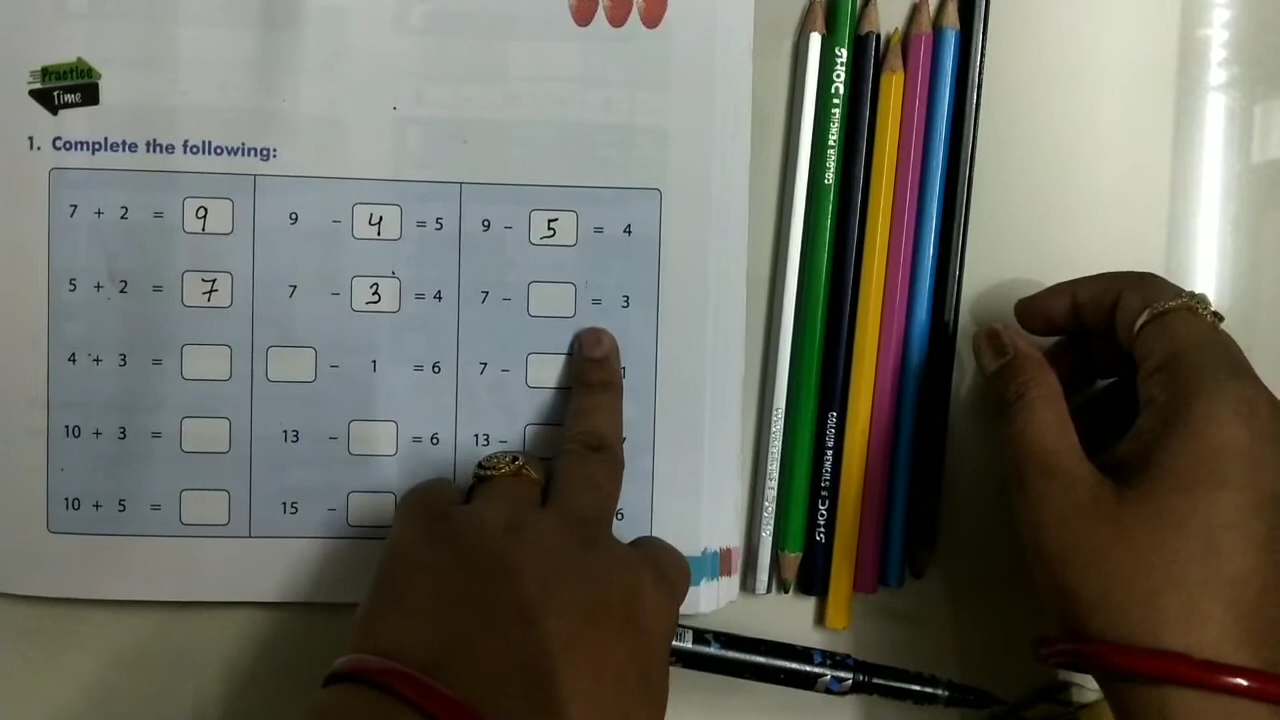 Practice
Time
1. Complete the following:
7 + 2 = 9
9 - 4 = 5
9 - 5 = 4
5 + 2 = 7
7 - 3 = 4
7 - = 3
4 + 3 =
- 1 = 6
7 - 1
10 + 3 =
13 - = 6
13 -
10 + 5 =
15 -
6
DOMS
COLOUR PENCILS
COLOUR PENCILS
DOMS
DOMS